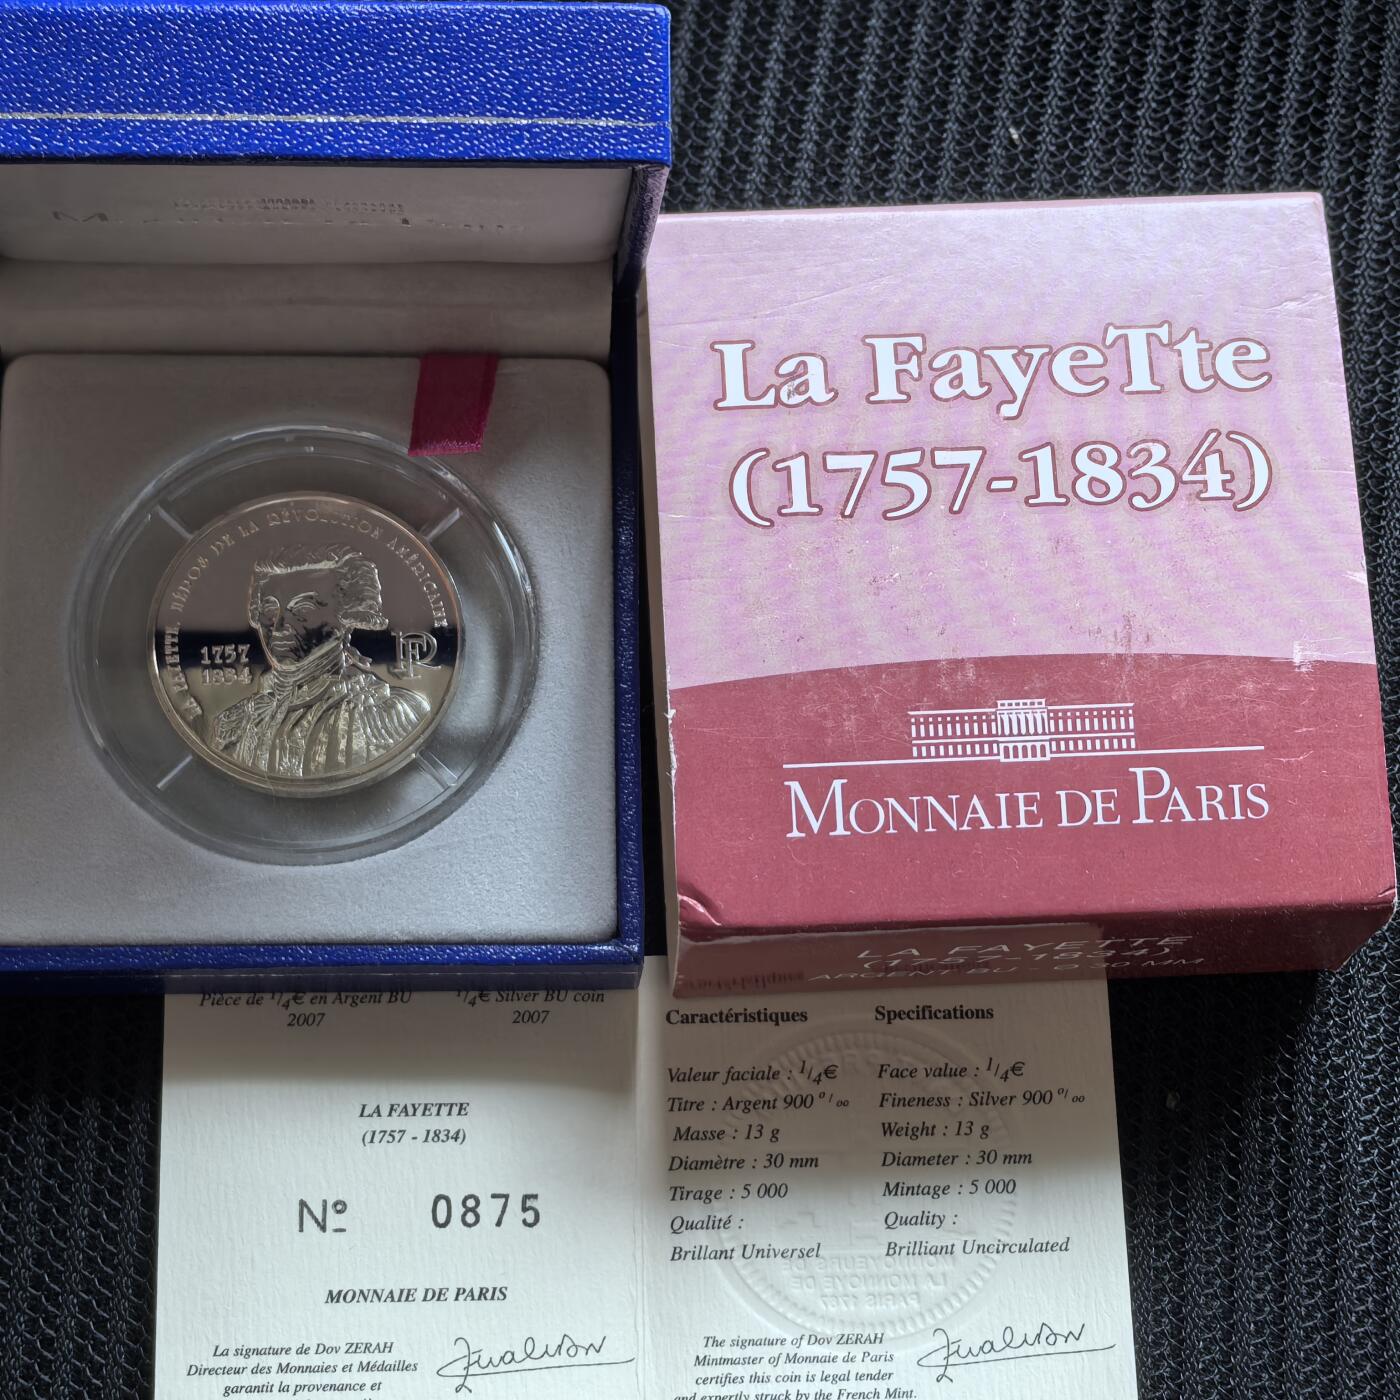 LA FAYETTE, HÉROS DE LA RÉVOLUTION AMÉRICAINE
1757
1834
RF
La FayeTte
(1757-1834)
MONNAIE DE PARIS
LA FAYETTE
(1757-1834)
BU
MM
Pièce de 1/4€ en Argent BU
2007
1/4€ Silver BU coin
2007
LA FAYETTE
(1757 - 1834)
Nº 0875
MONNAIE DE PARIS
La signature de Dov ZERAH
Directeur des Monnaies et Médailles
garantit la provenance et
Caractéristiques
Valeur faciale : 1/4€
Titre : Argent 900 º/ºº
Masse : 13 g
Diamètre : 30 mm
Tirage : 5 000
Qualité :
Brillant Universel
Specifications
Face value : 1/4€
Fineness : Silver 900 º/ºº
Weight : 13 g
Diameter : 30 mm
Mintage : 5 000
Quality :
Brilliant Uncirculated
The signature of Dov ZERAH
Mintmaster of Monnaie de Paris
certifies this coin is legal tender
and expertly struck by the French Mint.